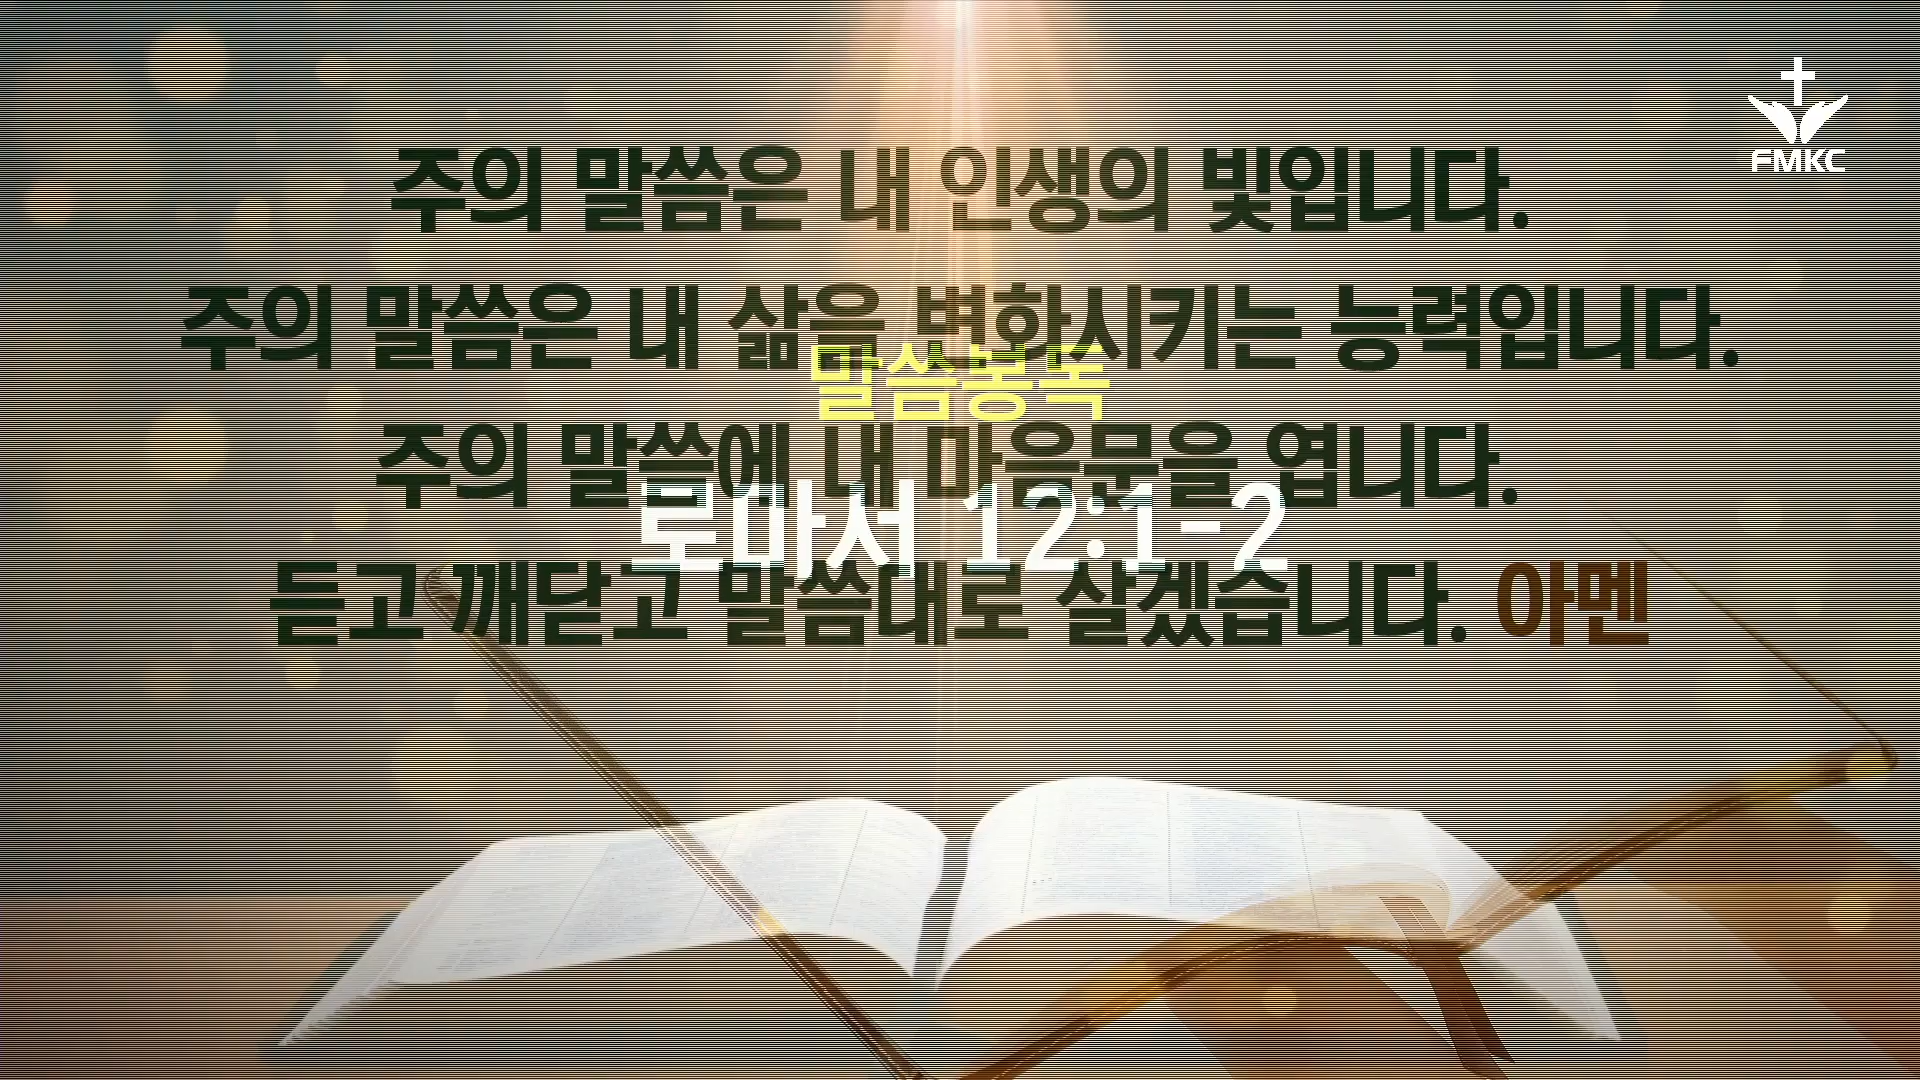 FMKC
주의 말씀은 내 인생의 빛입니다.
주의 말씀은 내 삶을 변화시키는 능력입니다.
말씀봉독
주의 말씀에 내 마음문을 엽니다.
로마서 12:1-2
듣고 깨닫고 말씀대로 살겠습니다. 아멘